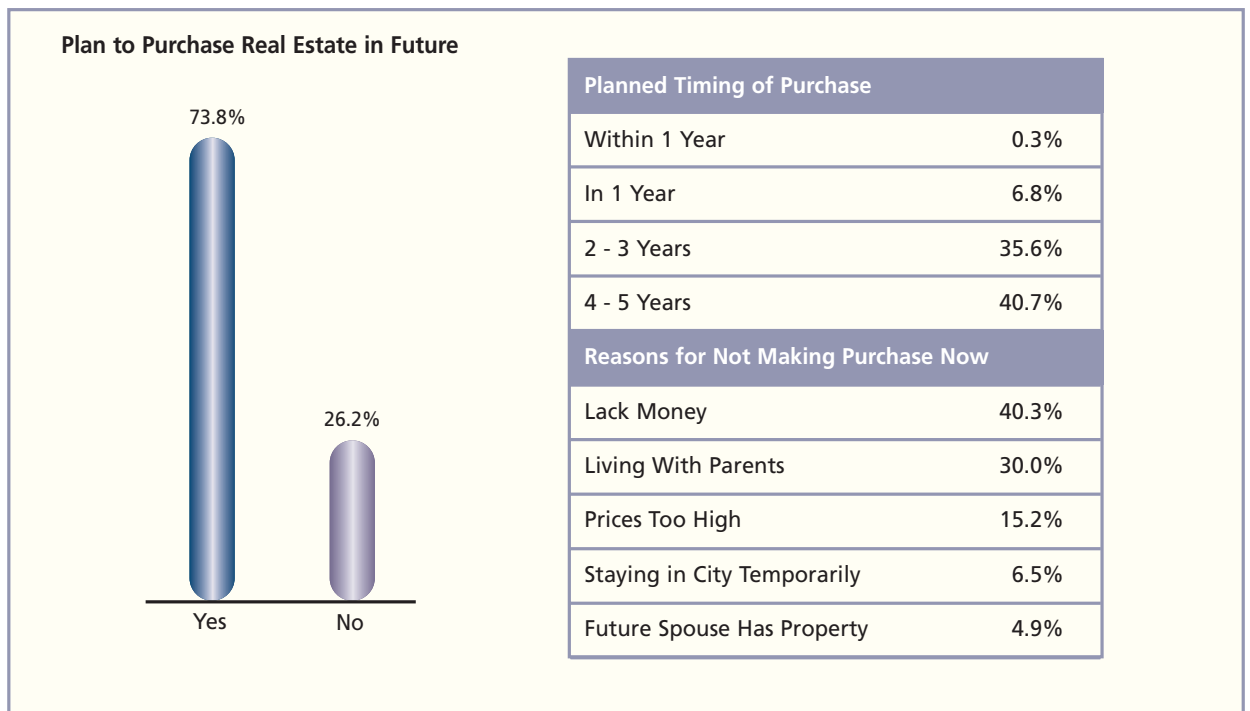 Plan to Purchase Real Estate in Future
73.8%
26.2%
Yes No
Planned Timing of Purchase
Within 1 Year 0.3%
In 1 Year 6.8%
2 - 3 Years 35.6%
4 - 5 Years 40.7%
Reasons for Not Making Purchase Now
Lack Money 40.3%
Living With Parents 30.0%
Prices Too High 15.2%
Staying in City Temporarily 6.5%
Future Spouse Has Property 4.9%